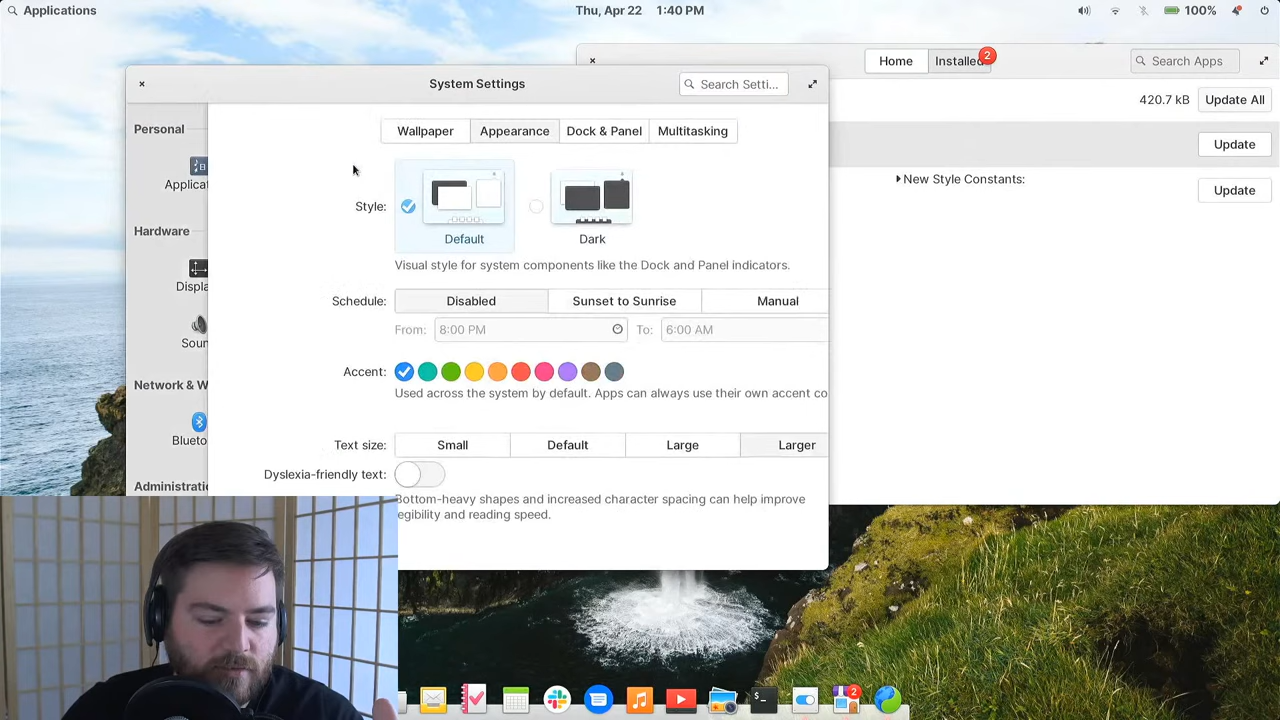 Applications
Thu, Apr 22 1:40 PM
100%
Home
Installed
2
Search Apps
420.7 kB
Update All
Update
New Style Constants:
Update
System Settings
Search Setti...
Personal
Applicat
Hardware
Displa
Soun
Network & W
Blueto
Administrati
Wallpaper
Appearance
Dock & Panel
Multitasking
Style:
Default
Dark
Visual style for system components like the Dock and Panel indicators.
Schedule:
Disabled
Sunset to Sunrise
Manual
From:
8:00 PM
To:
6:00 AM
Accent:
Used across the system by default. Apps can always use their own accent co
Text size:
Small
Default
Large
Larger
Dyslexia-friendly text:
Bottom-heavy shapes and increased character spacing can help improve
egibility and reading speed.
2